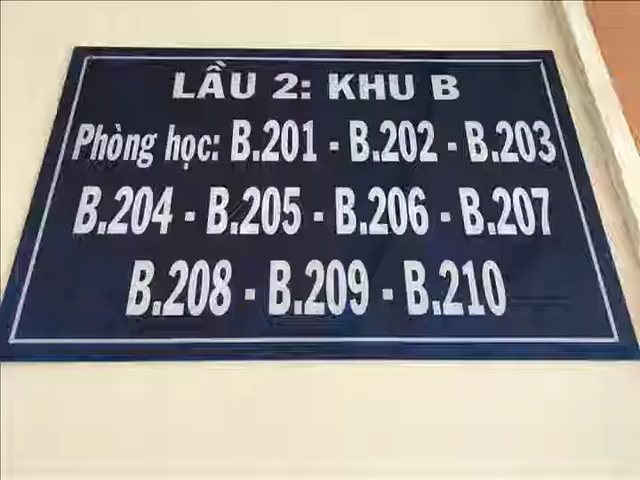 LẦU 2: KHU B
Phòng học: B.201 - B.202 - B.203
B.204 - B.205 - B.206 - B.207
B.208 - B.209 - B.210